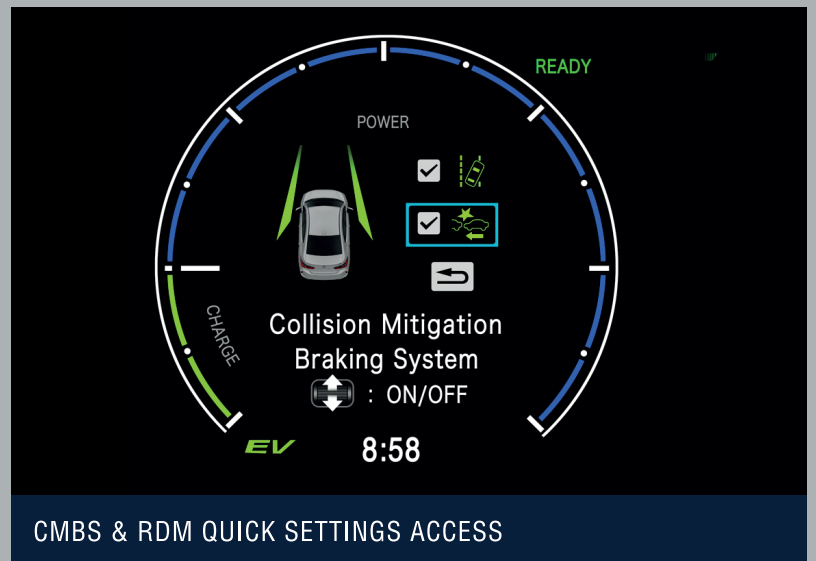 READY
POWER
CHARGE
Collision Mitigation
Braking System
: ON/OFF
EV
8:58
CMBS & RDM QUICK SETTINGS ACCESS